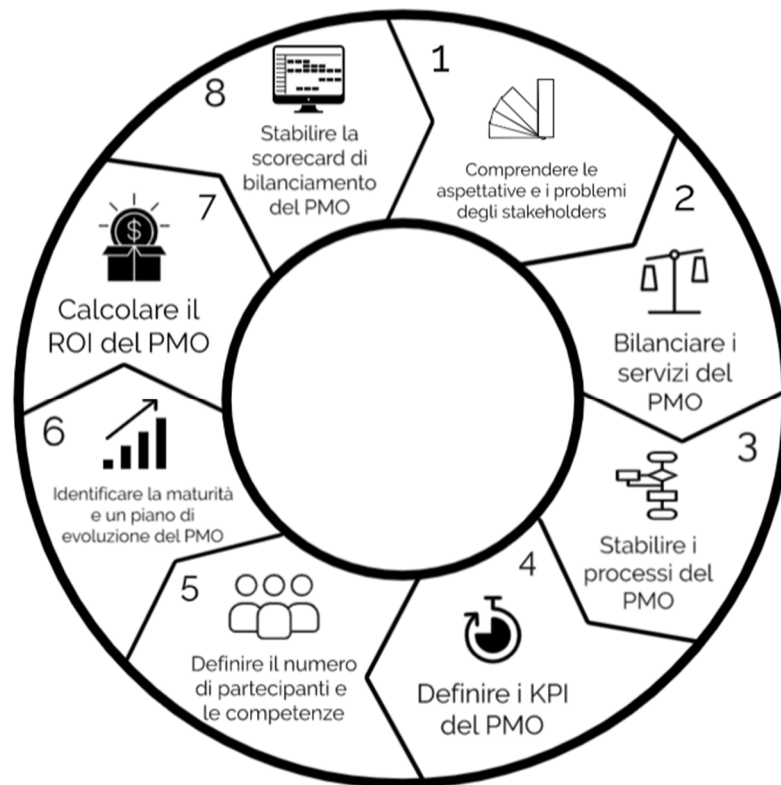 1
Comprendere le
aspettative e i problemi
degli stakeholders
2
Bilanciare i
servizi del
PMO
3
Stabilire i
processi del
PMO
4
Definire i KPI
del PMO
5
Definire il numero
di partecipanti e
le competenze
6
Identificare la maturità
e un piano di
evoluzione del PMO
7
$
Calcolare il
ROI del PMO
8
Stabilire la
scorecard di
bilanciamento
del PMO